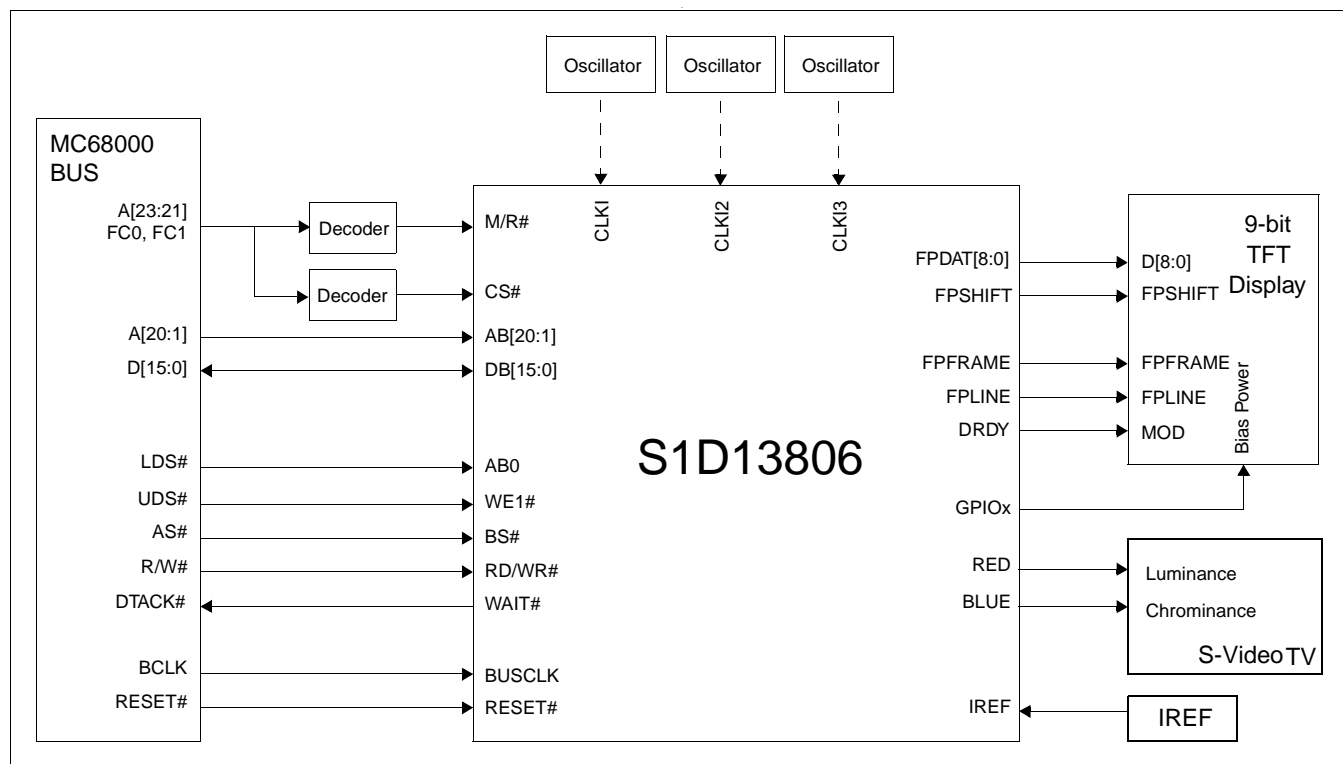 Oscillator
Oscillator
Oscillator
MC68000
BUS
A[23:21]
FC0, FC1
Decoder
Decoder
A[20:1]
D[15:0]
LDS#
UDS#
AS#
R/W#
DTACK#
BCLK
RESET#
M/R#
CS#
AB[20:1]
DB[15:0]
AB0
WE1#
BS#
RD/WR#
WAIT#
BUSCLK
RESET#
CLKI
CLKI2
CLKI3
S1D13806
FPDAT[8:0]
FPSHIFT
FPFRAME
FPLINE
DRDY
GPIOx
RED
BLUE
IREF
9-bit
TFT
Display
D[8:0]
FPSHIFT
FPFRAME
FPLINE
MOD
Bias Power
Luminance
Chrominance
S-Video TV
IREF